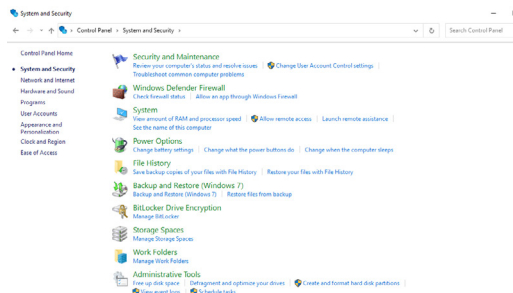 System and Security
Control Panel > System and Security >
Search Control Panel
Control Panel Home
System and Security
Network and Internet
Hardware and Sound
Programs
User Accounts
Appearance and
Personalization
Clock and Region
Ease of Access
Security and Maintenance
Review your computer's status and resolve issues | Change User Account Control settings |
Troubleshoot common computer problems
Windows Defender Firewall
Check firewall status | Allow an app through Windows Firewall
System
View amount of RAM and processor speed | Allow remote access | Launch remote assistance |
See the name of this computer
Power Options
Change battery settings | Change what the power buttons do | Change when the computer sleeps
File History
Save backup copies of your files with File History | Restore your files with File History
Backup and Restore (Windows 7)
Backup and Restore (Windows 7) | Restore files from backup
BitLocker Drive Encryption
Manage BitLocker
Storage Spaces
Manage Storage Spaces
Work Folders
Manage Work Folders
Administrative Tools
Free up disk space | Defragment and optimize your drives | Create and format hard disk partitions |
View event logs | Schedule tasks